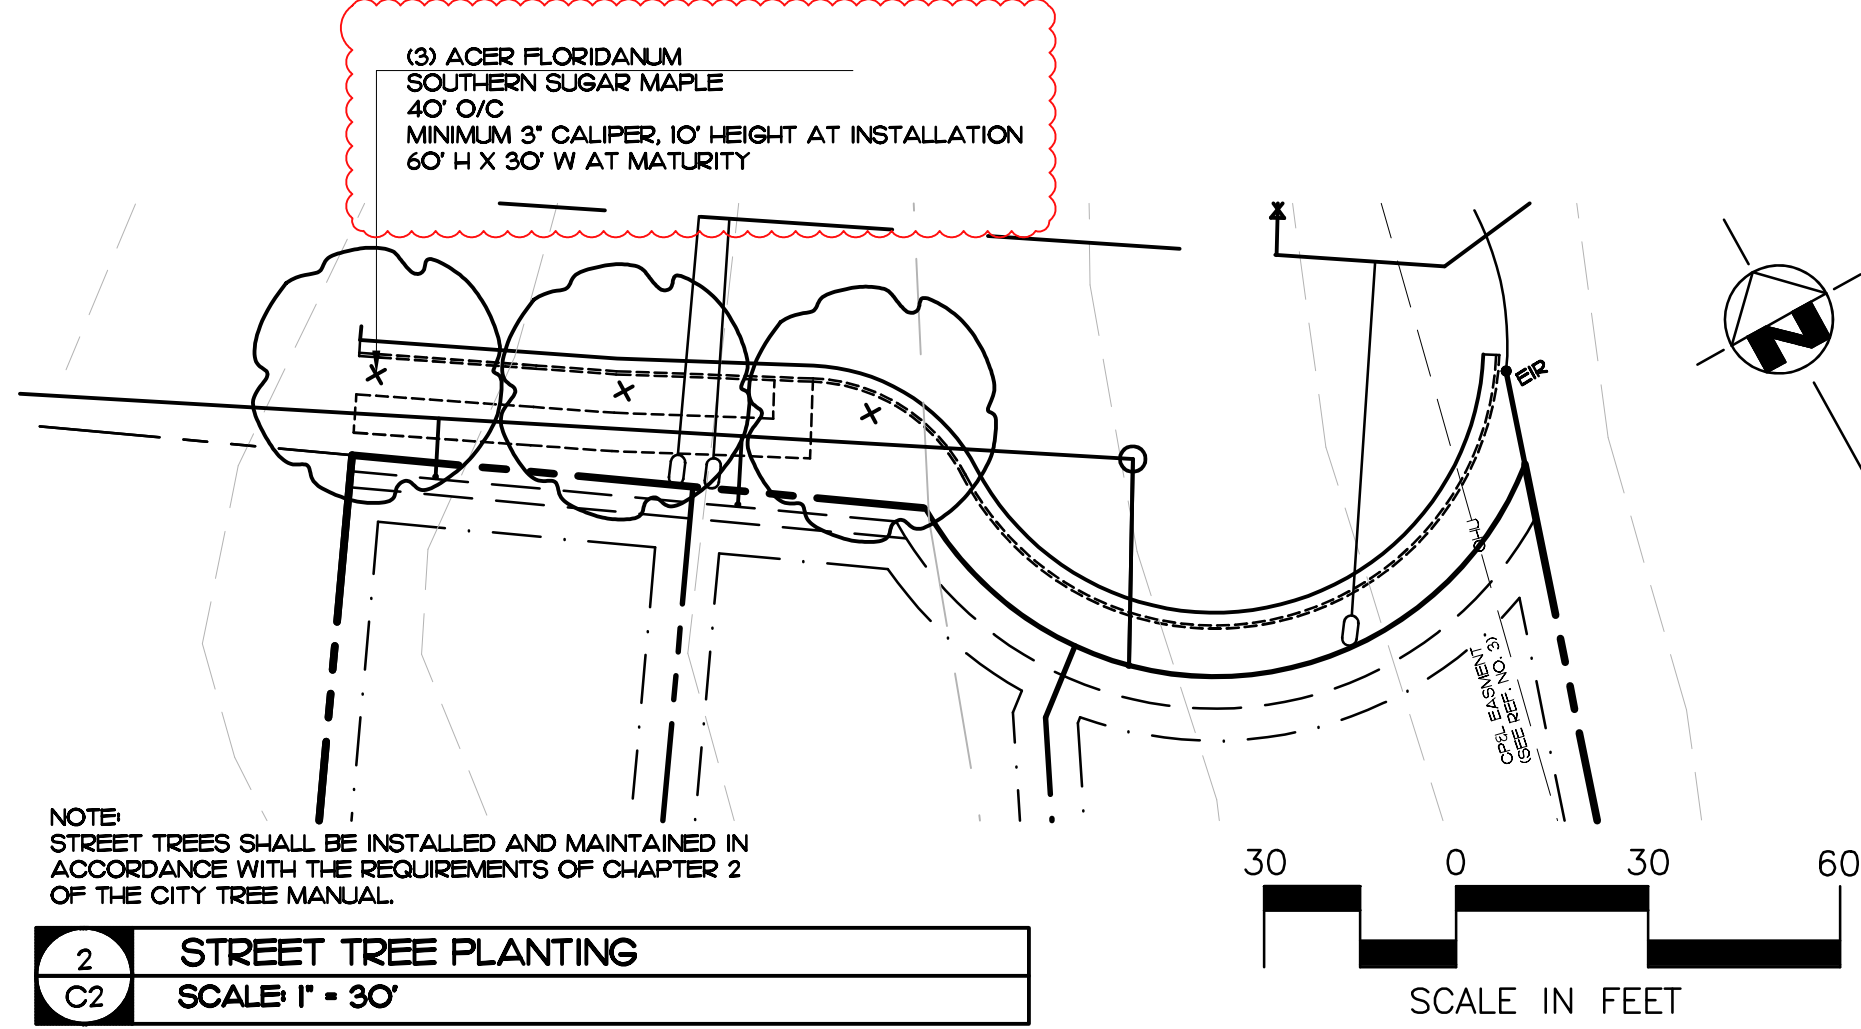 (3) ACER FLORIDANUM
SOUTHERN SUGAR MAPLE
40' O/C
MINIMUM 3" CALIPER, 10' HEIGHT AT INSTALLATION
60' H X 30' W AT MATURITY
N
EIR
OHU
CP&L EASMENT
(SEE REF. NO. 3)*
NOTE:
STREET TREES SHALL BE INSTALLED AND MAINTAINED IN
ACCORDANCE WITH THE REQUIREMENTS OF CHAPTER 2
OF THE CITY TREE MANUAL.
2
C2
STREET TREE PLANTING
SCALE: 1" = 30'
30 0 30 60
SCALE IN FEET